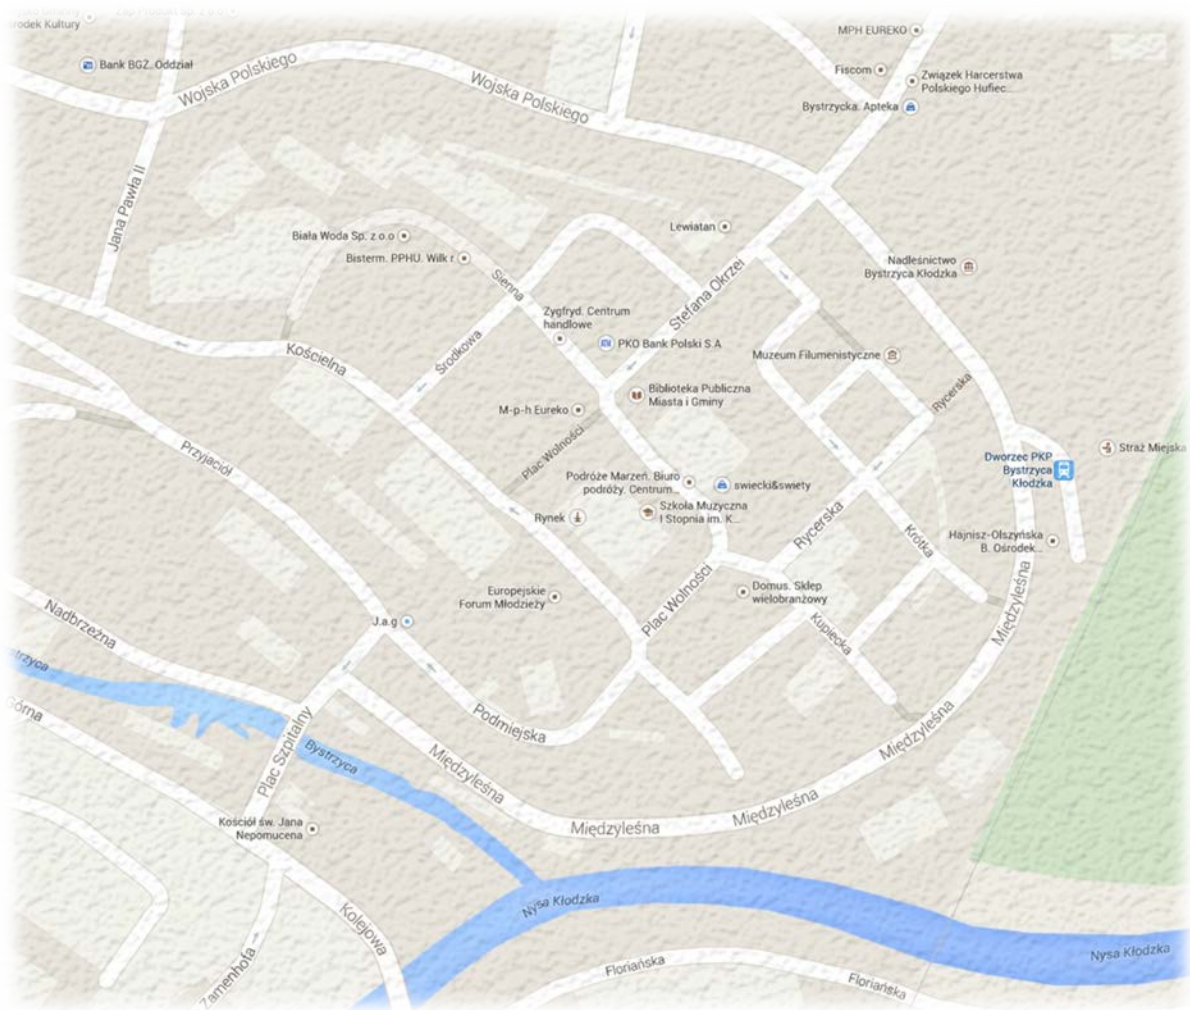 Ośrodek Kultury
Bank BGŻ. Oddział
Wojska Polskiego
Wojska Polskiego
MPH EUREKO
Fiscom
Związek Harcerstwa
Polskiego Hufiec...
Bystrzycka. Apteka
Jana Pawła II
Biała Woda Sp. z o.o
Bisterm. PPHU. Wilk r
Lewiatan
Nadleśnictwo
Bystrzyca Kłodzka
Sienna
Stefana Okrzei
Zygfryd. Centrum
handlowe
PKO Bank Polski S.A
Kościelna
Środkowa
Muzeum Filumenistyczne
Biblioteka Publiczna
Miasta i Gminy
Rycerska
M-p-h Eureko
Plac Wolności
Przyjaciół
Dworzec PKP
Bystrzyca
Kłodzka
Straż Miejska
Podróże Marzeń. Biuro
podróży. Centrum...
swiecki&swiety
Rynek
Szkoła Muzyczna
I Stopnia im. K...
Rycerska
Krótka
Hajnisz-Olszyńska
B. Ośrodek...
Europejskie
Forum Młodzieży
Plac Wolności
Domus. Sklep
wielobranżowy
Międzyleśna
Nadbrzeżna
J.a.g
Kupiecka
Górna
Podmiejska
Plac Szpitalny
Bystrzyca
Międzyleśna
Międzyleśna
Międzyleśna
Międzyleśna
Kościół św. Jana
Nepomucena
Nysa Kłodzka
Kolejowa
Zamenhofa
Floriańska
Floriańska
Nysa Kłodzka